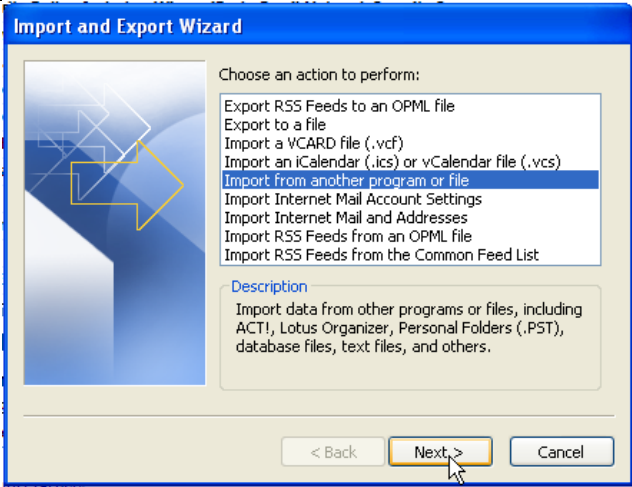 Import and Export Wizard
Choose an action to perform:
Export RSS Feeds to an OPML file
Export to a file
Import a VCARD file (.vcf)
Import an iCalendar (.ics) or vCalendar file (.vcs)
Import from another program or file
Import Internet Mail Account Settings
Import Internet Mail and Addresses
Import RSS Feeds from an OPML file
Import RSS Feeds from the Common Feed List
Description
Import data from other programs or files, including
ACT!, Lotus Organizer, Personal Folders (.PST),
database files, text files, and others.
< Back
Next >
Cancel